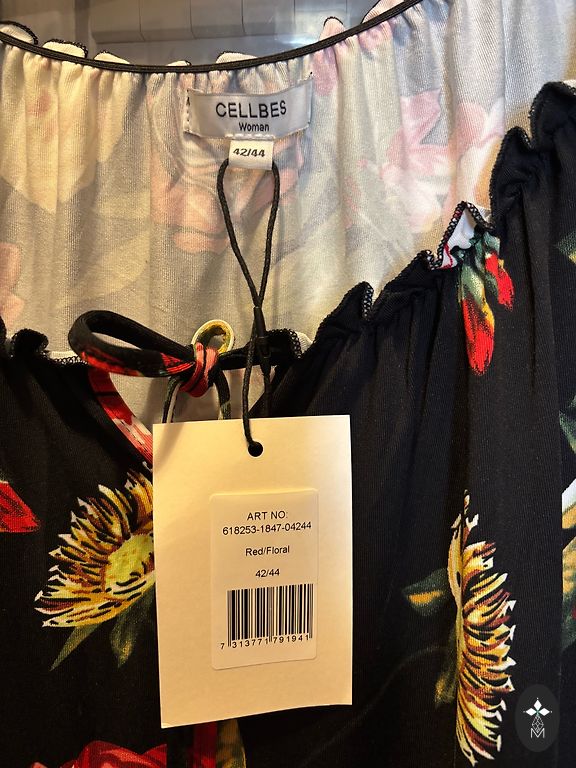 CELLBES
Woman
42/44
ART NO:
618253-1847-04244
Red/Floral
42/44
7 313771 791941
M